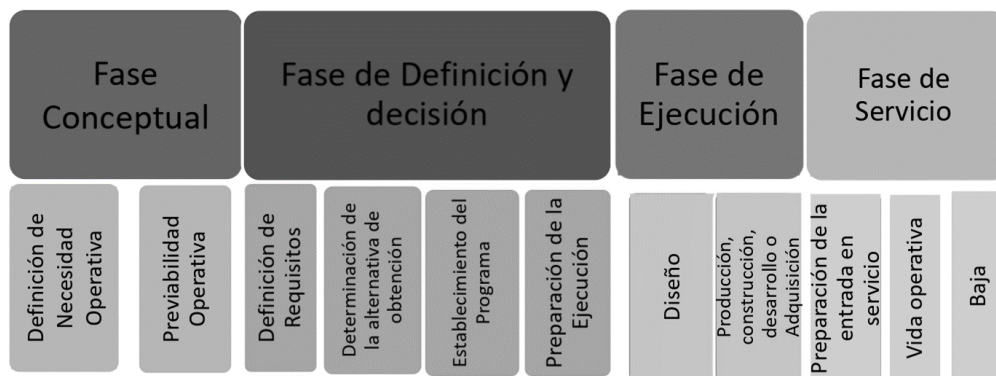 Fase
Conceptual
Fase de Definición y
decisión
Fase de
Ejecución
Fase de
Servicio
Definición de
Necesidad
Operativa
Previabilidad
Operativa
Definición de
Requisitos
Determinación de
la alternativa de
obtención
Establecimiento del
Programa
Preparación de la
Ejecución
Diseño
Producción,
construcción,
desarrollo o
Adquisición
Preparación de la
entrada en
servicio
Vida operativa
Baja